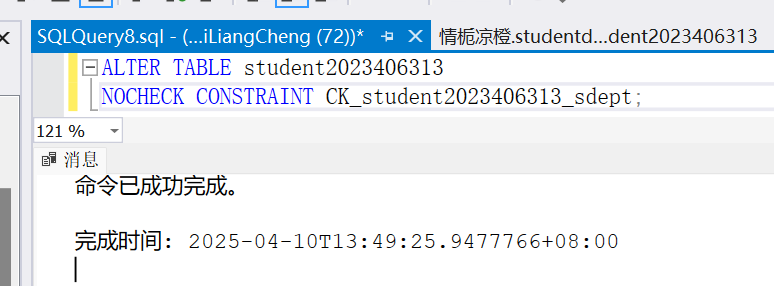 SQLQuery8.sql - (...iLiangCheng (72))*
情栀凉橙.studentd...dent2023406313
ALTER TABLE student2023406313
NOCHECK CONSTRAINT CK_student2023406313_sdept;
121 %
消息
命令已成功完成。
完成时间: 2025-04-10T13:49:25.9477766+08:00